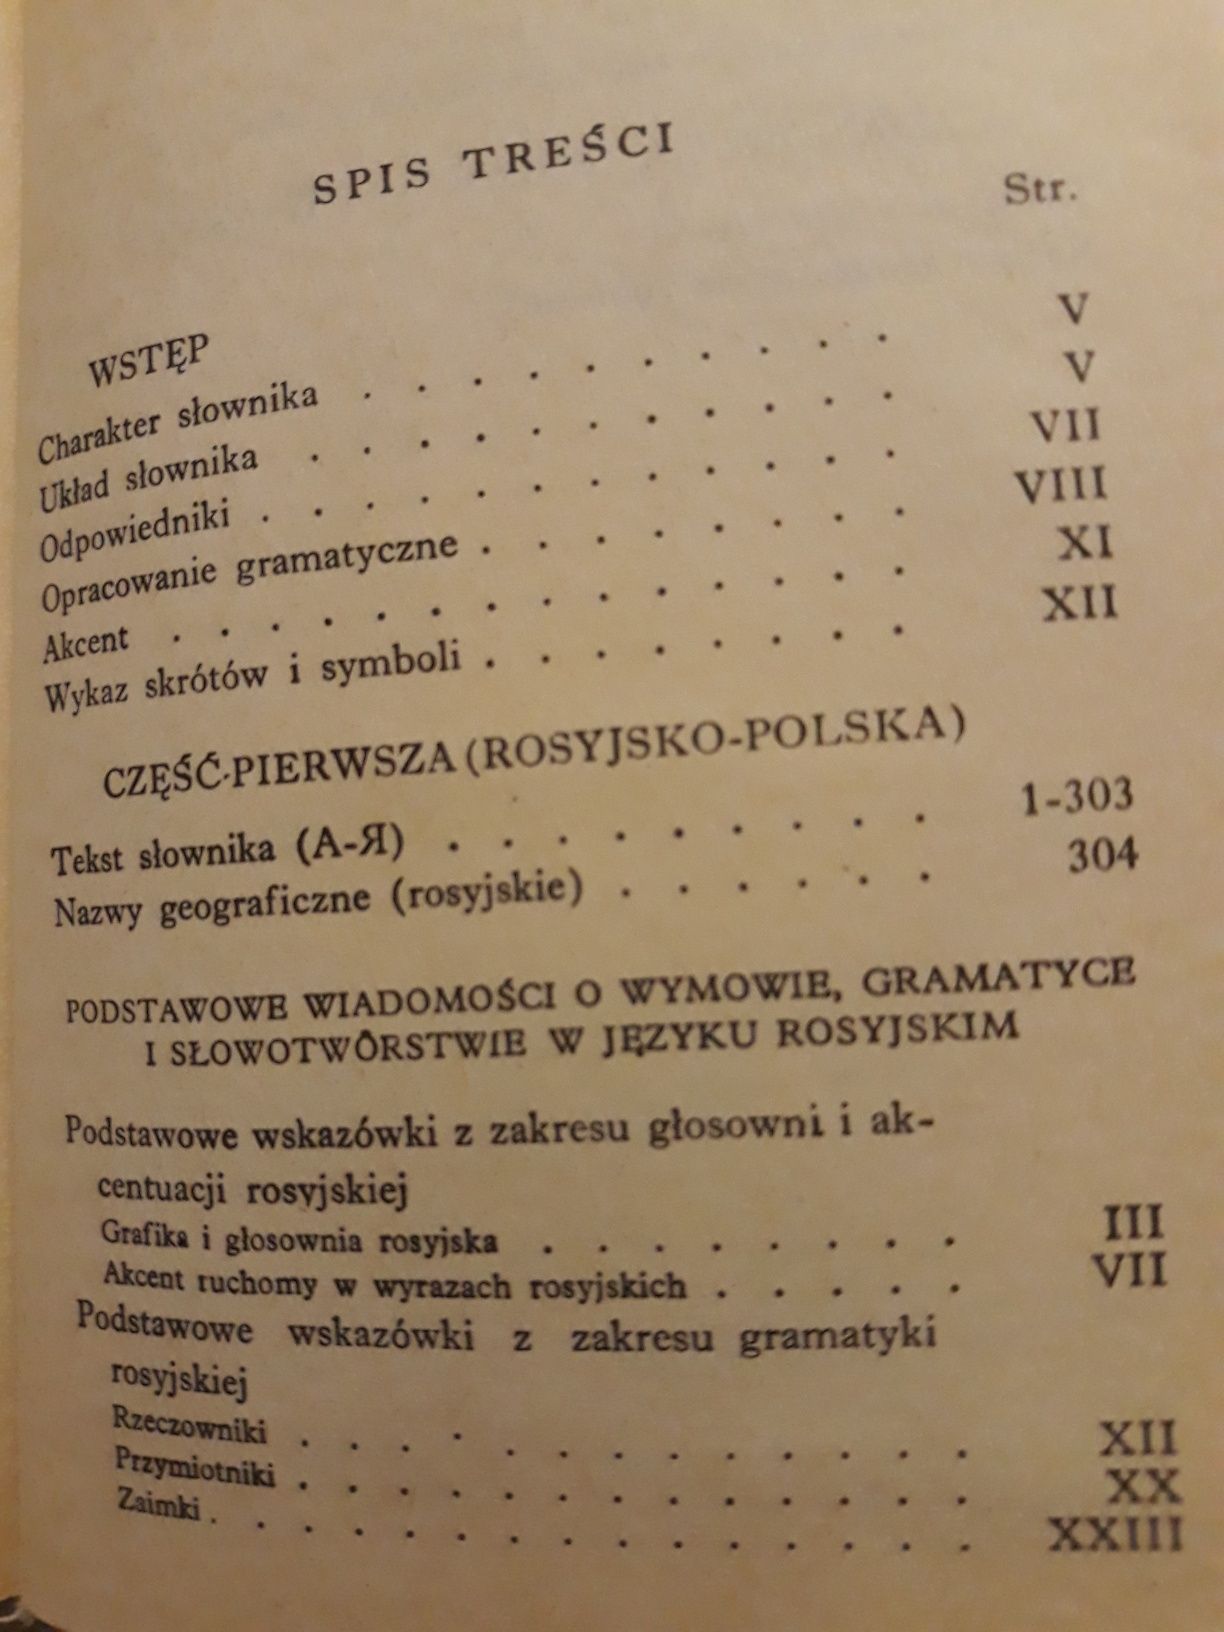 SPIS TREŚCI
Str.
WSTĘP
Charakter słownika . . . . . . . . . . V
Układ słownika . . . . . . . . . . . V
Odpowiedniki . . . . . . . . . . . . VII
Opracowanie gramatyczne . . . . . . . . VIII
Akcent . . . . . . . . . . . . . . XI
Wykaz skrótów i symboli . . . . . . . . XII
CZĘŚĆ PIERWSZA (ROSYJSKO-POLSKA)
Tekst słownika (А-Я) . . . . . . . . . 1-303
Nazwy geograficzne (rosyjskie) . . . . . . 304
PODSTAWOWE WIADOMOŚCI O WYMOWIE, GRAMATYCE
I SŁOWOTWÓRSTWIE W JĘZYKU ROSYJSKIM
Podstawowe wskazówki z zakresu głosowni i ak-
centuacji rosyjskiej
Grafika i głosownia rosyjska . . . . . . . . III
Akcent ruchomy w wyrazach rosyjskich . . . . . VII
Podstawowe wskazówki z zakresu gramatyki
rosyjskiej
Rzeczowniki . . . . . . . . . . . . . XII
Przymiotniki . . . . . . . . . . . . . XX
Zaimki . . . . . . . . . . . . . . . XXIII